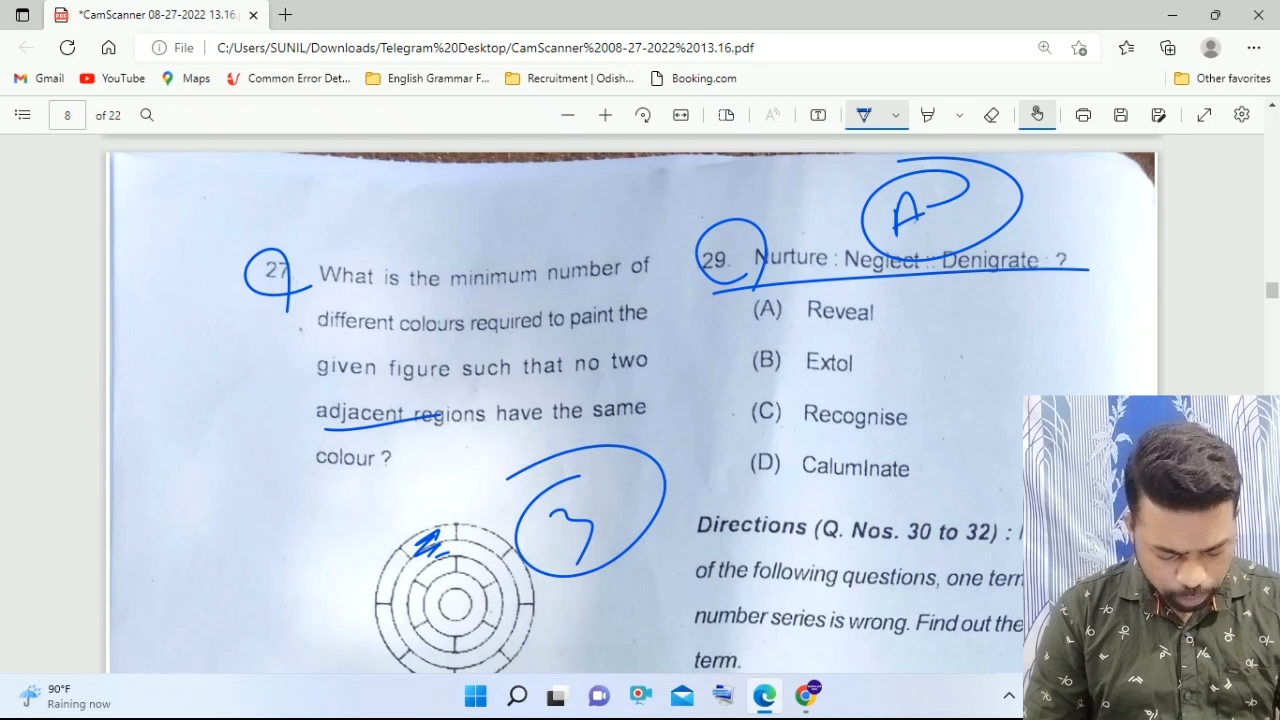 *CamScanner 08-27-2022 13.16.
File
C:/Users/SUNIL/Downloads/Telegram%20Desktop/CamScanner%2008-27-2022%2013.16.pdf
Gmail
YouTube
Maps
Common Error Det...
English Grammar F...
Recruitment | Odish...
Booking.com
Other favorites
8
of 22
27.
What is the minimum number of
different colours required to paint the
given figure such that no two
adjacent regions have the same
colour ?
3
A
29. Nurture : Neglect :: Denigrate : ?
(A) Reveal
(B) Extol
(C) Recognise
(D) CalumInate
Directions (Q. Nos. 30 to 32) :
of the following questions, one
number series is wrong. Find out the
term.
90°F
Raining now